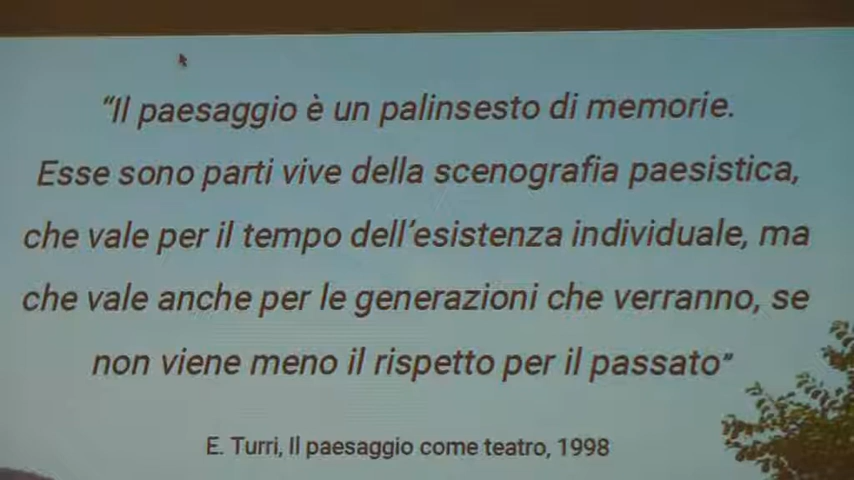 “Il paesaggio è un palinsesto di memorie.
Esse sono parti vive della scenografia paesistica,
che vale per il tempo dell’esistenza individuale, ma
che vale anche per le generazioni che verranno, se
non viene meno il rispetto per il passato”
E. Turri, Il paesaggio come teatro, 1998